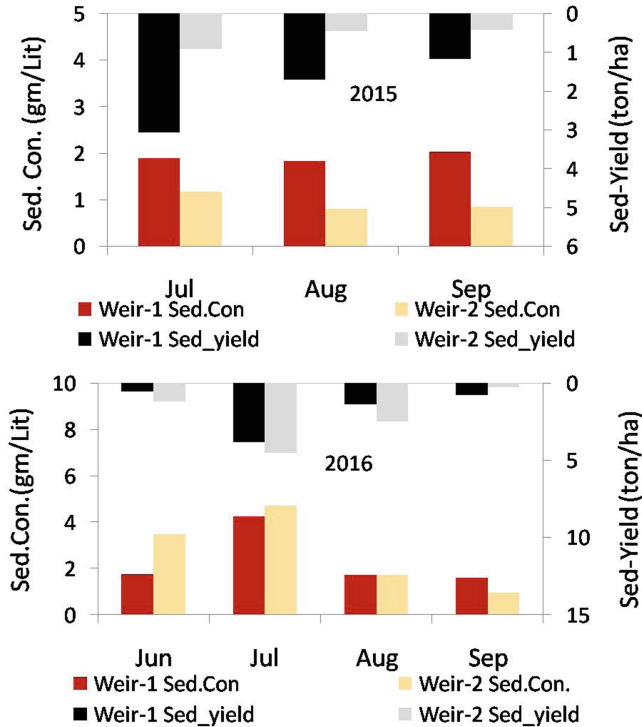 Sed. Con. (gm/Lit)
5
4
3
2
1
0
2015
0
1
2
3
4
5
6
Sed-Yield (ton/ha)
Jul Aug Sep
Weir-1 Sed.Con Weir-2 Sed.Con
Weir-1 Sed_yield Weir-2 Sed_yield
Sed.Con.(gm/Lit)
10
8
6
4
2
0
2016
0
5
10
15
Sed-Yield (ton/ha)
Jun Jul Aug Sep
Weir-1 Sed.Con Weir-2 Sed.Con.
Weir-1 Sed_yield Weir-2 Sed_yield